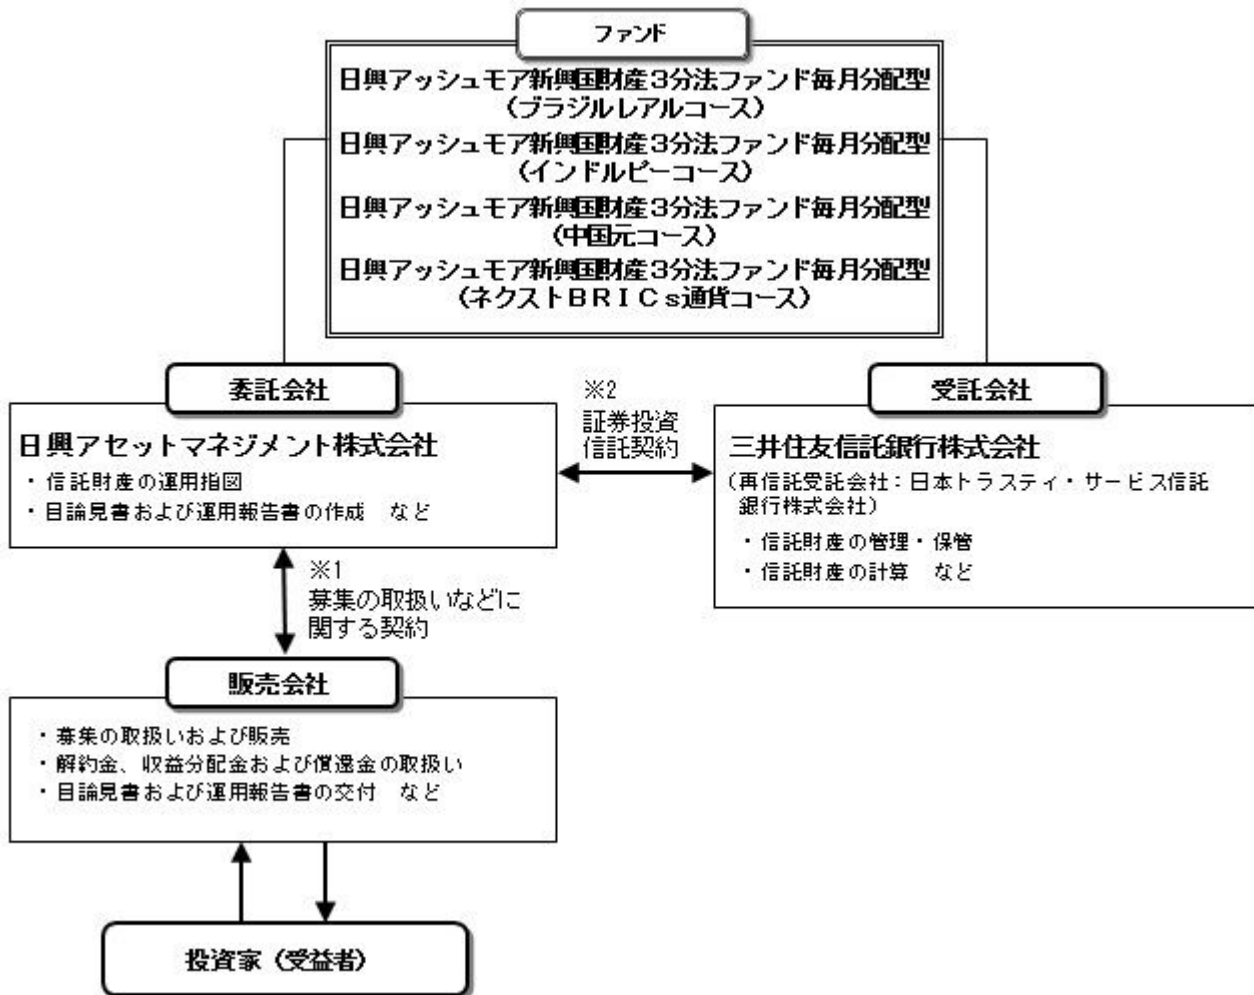 ファンド
日興アッシュモア新興国財産３分法ファンド毎月分配型
（ブラジルレアルコース）
日興アッシュモア新興国財産３分法ファンド毎月分配型
（インドルピーコース）
日興アッシュモア新興国財産３分法ファンド毎月分配型
（中国元コース）
日興アッシュモア新興国財産３分法ファンド毎月分配型
（ネクストＢＲＩＣｓ通貨コース）
委託会社
日興アセットマネジメント株式会社
・信託財産の運用指図
・目論見書および運用報告書の作成　など
※2
証券投資
信託契約
受託会社
三井住友信託銀行株式会社
（再信託受託会社：日本トラスティ・サービス信託
銀行株式会社）
・信託財産の管理・保管
・信託財産の計算　など
※1
募集の取扱いなどに
関する契約
販売会社
・募集の取扱いおよび販売
・解約金、収益分配金および償還金の取扱い
・目論見書および運用報告書の交付　など
投資家（受益者）